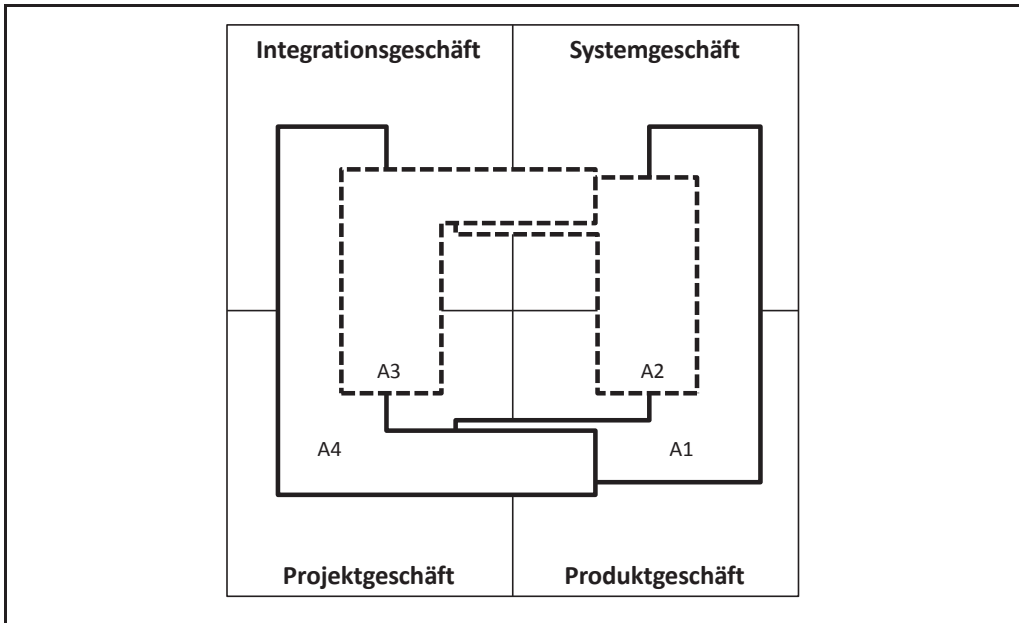 Integrationsgeschäft
Systemgeschäft
A3
A2
A4
A1
Projektgeschäft
Produktgeschäft